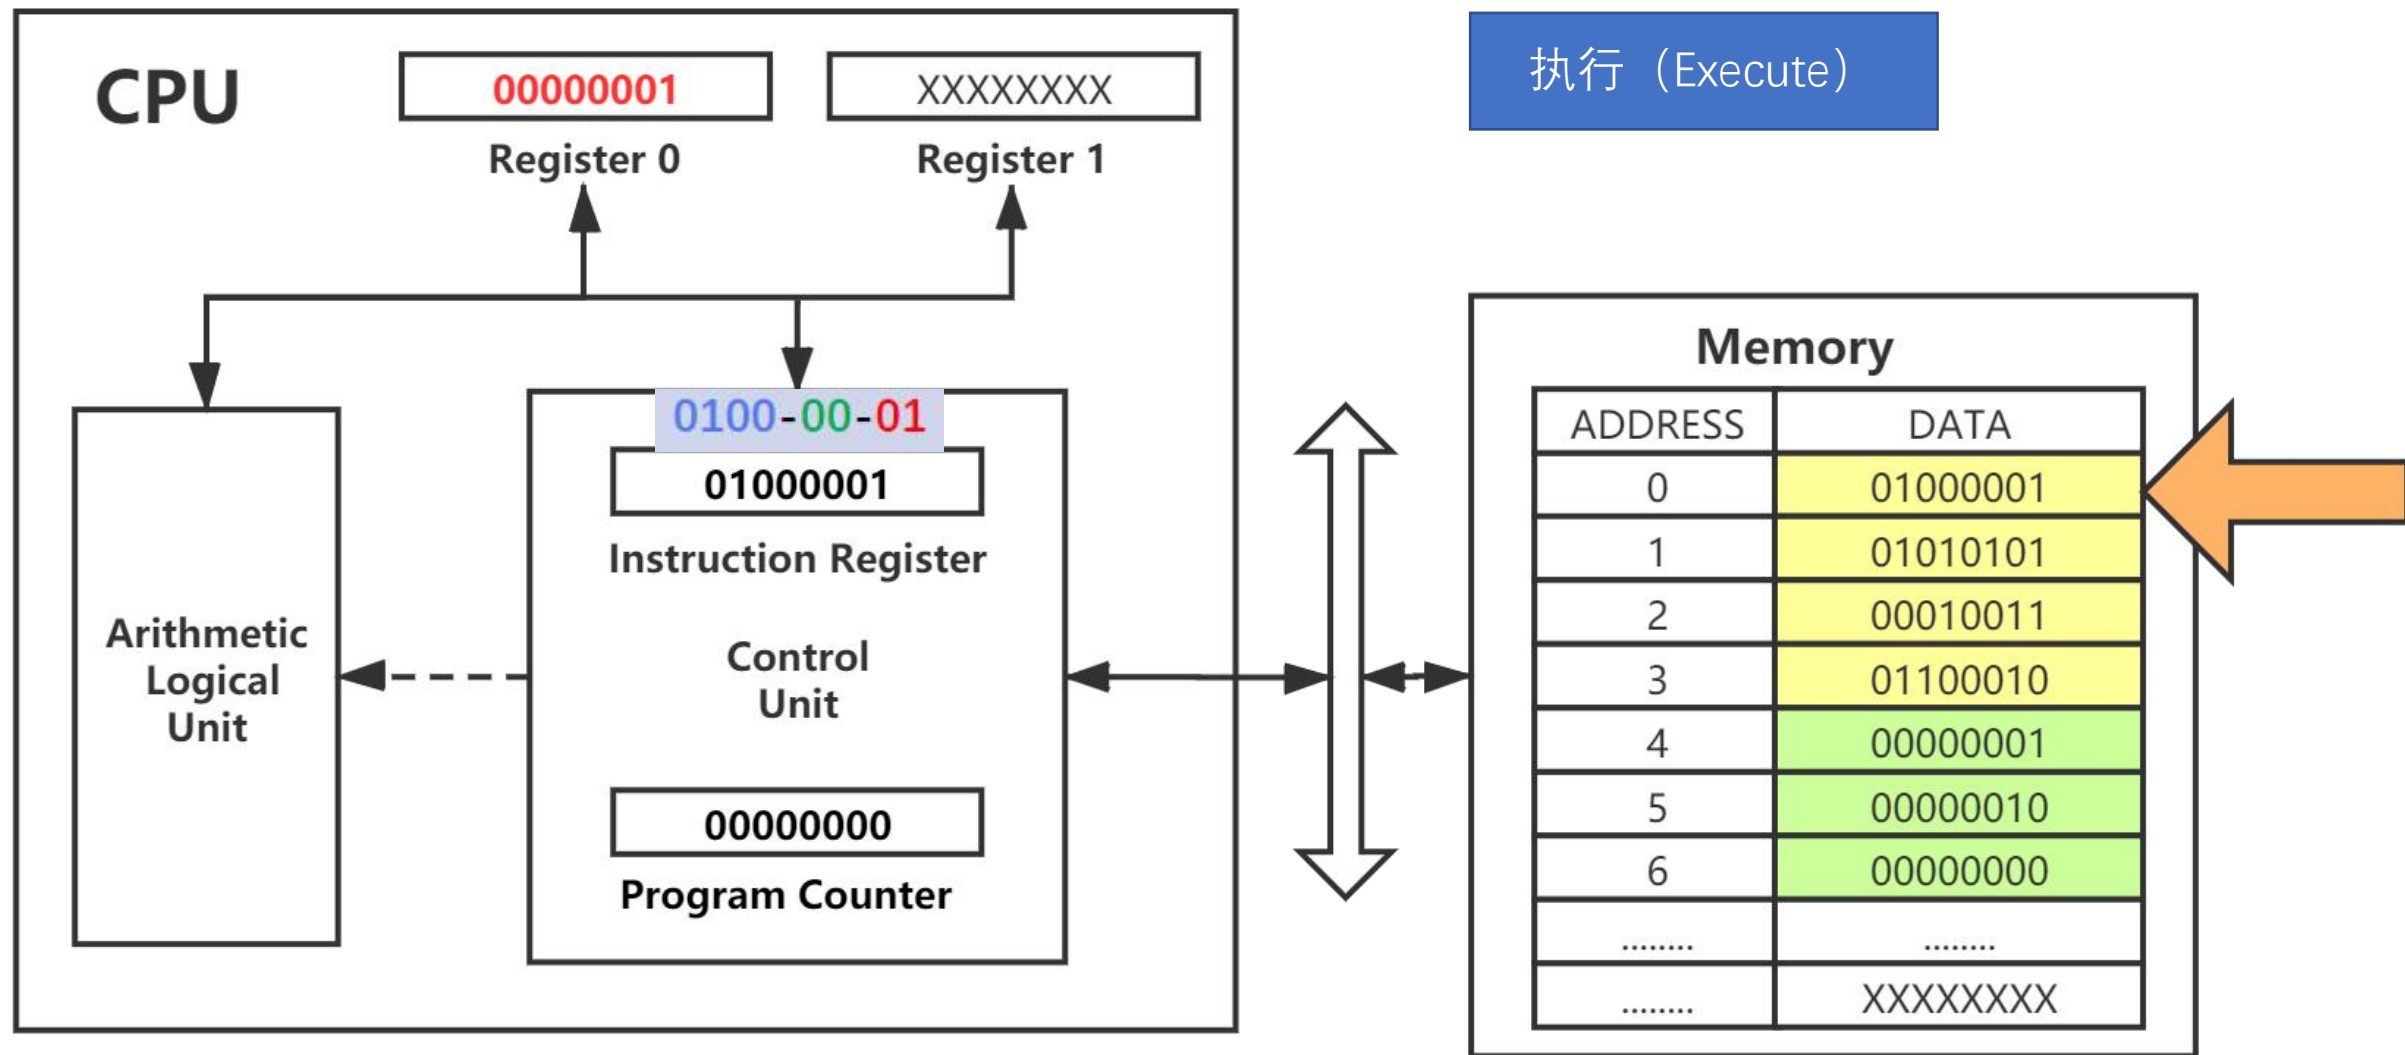 CPU
00000001
XXXXXXXX
Register 0
Register 1
执行（Execute）
0100-00-01
01000001
Instruction Register
Control
Unit
00000000
Program Counter
Arithmetic
Logical
Unit
Memory
ADDRESS DATA
0 01000001
1 01010101
2 00010011
3 01100010
4 00000001
5 00000010
6 00000000
........ ........
........ XXXXXXXX